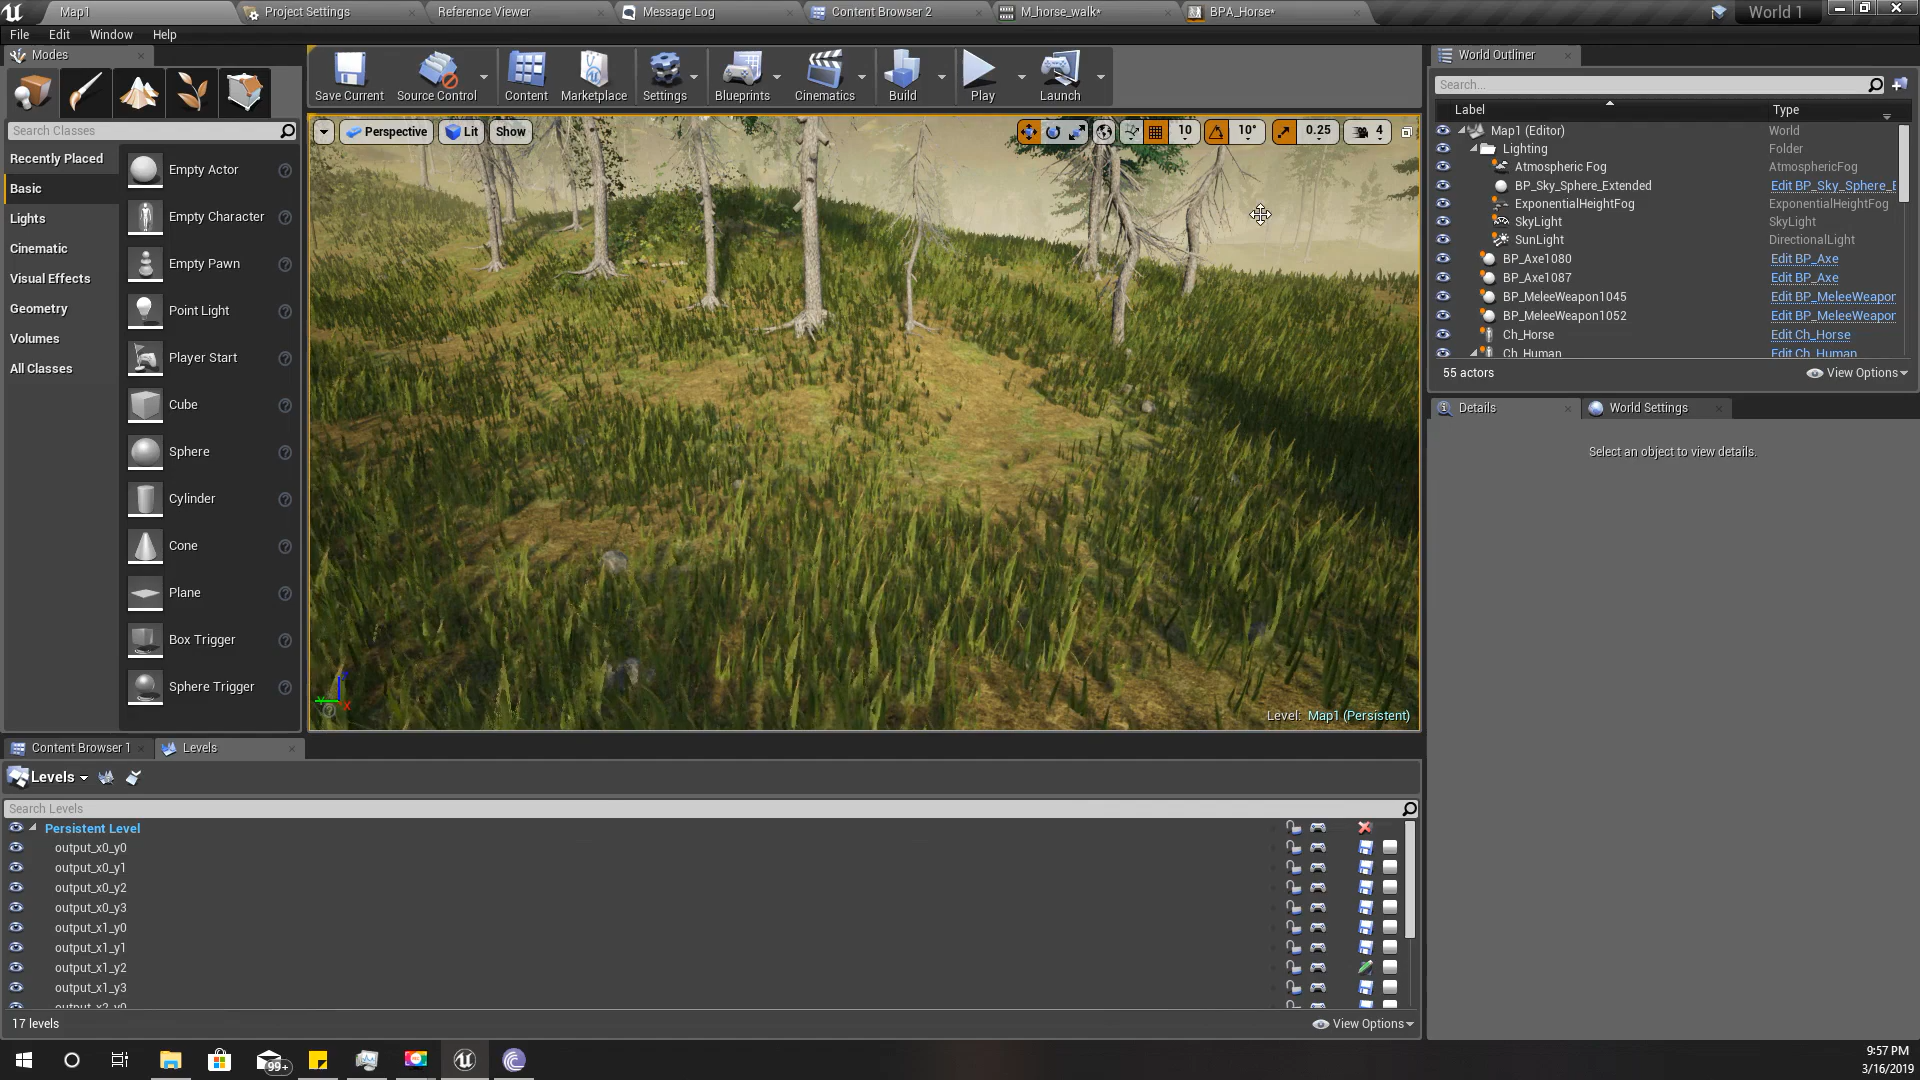 Map1
Project Settings
Reference Viewer
Message Log
Content Browser 2
M_horse_walk*
BPA_Horse*
World 1
File Edit Window Help
Modes
Search Classes
Recently Placed
Basic
Lights
Cinematic
Visual Effects
Geometry
Volumes
All Classes
Empty Actor
Empty Character
Empty Pawn
Point Light
Player Start
Cube
Sphere
Cylinder
Cone
Plane
Box Trigger
Sphere Trigger
Save Current
Source Control
Content
Marketplace
Settings
Blueprints
Cinematics
Build
Play
Launch
Perspective
Lit
Show
10
10°
0.25
4
Level: Map1 (Persistent)
World Outliner
Search...
Label Type
Map1 (Editor) World
Lighting Folder
Atmospheric Fog AtmosphericFog
BP_Sky_Sphere_Extended Edit BP_Sky_Sphere_E
ExponentialHeightFog ExponentialHeightFog
SkyLight SkyLight
SunLight DirectionalLight
BP_Axe1080 Edit BP_Axe
BP_Axe1087 Edit BP_Axe
BP_MeleeWeapon1045 Edit BP_MeleeWeapon
BP_MeleeWeapon1052 Edit BP_MeleeWeapon
Ch_Horse Edit Ch_Horse
Ch_Human Edit Ch_Human
55 actors View Options
Details
World Settings
Select an object to view details.
Content Browser 1
Levels
Levels
Search Levels
Persistent Level
output_x0_y0
output_x0_y1
output_x0_y2
output_x0_y3
output_x1_y0
output_x1_y1
output_x1_y2
output_x1_y3
output_x2_y0
17 levels View Options
99+
9:57 PM
3/16/2019